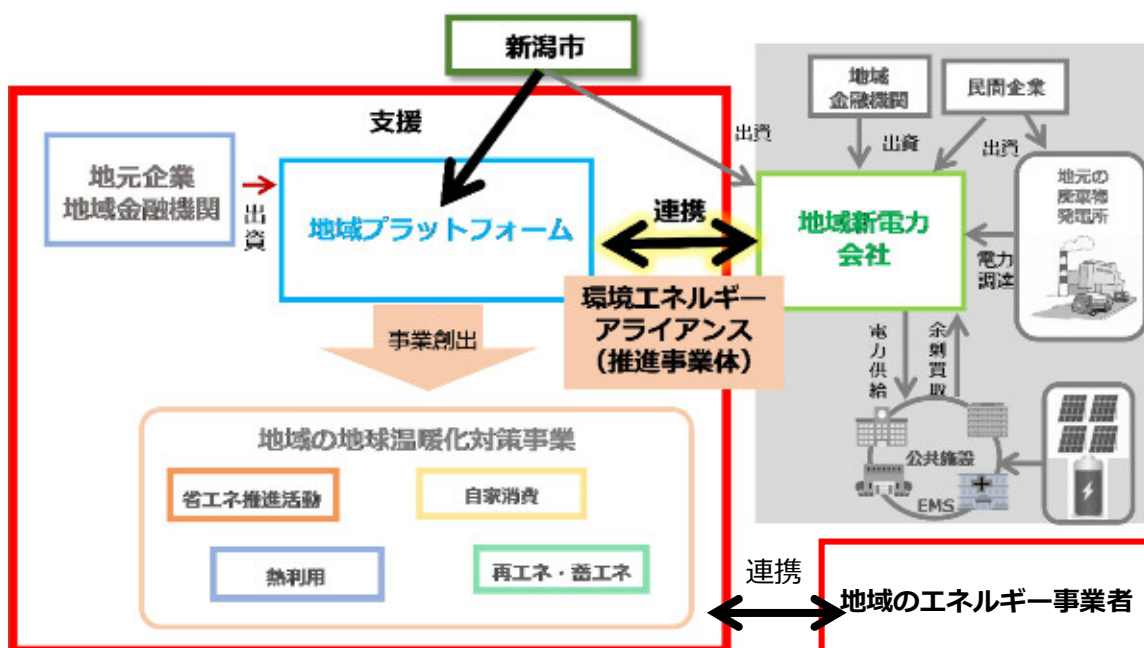 新潟市
支援
出資
地域
金融機関
民間企業
出資
出資
地元企業
地域金融機関
出資
地域プラットフォーム
連携
地域新電力
会社
地元の
廃棄物
発電所
電力
調達
環境エネルギー
アライアンス
(推進事業体)
事業創出
電力供給
余剰買取
地域の地球温暖化対策事業
省エネ推進活動
自家消費
熱利用
再エネ・蓄エネ
公共施設
EMS
連携
地域のエネルギー事業者